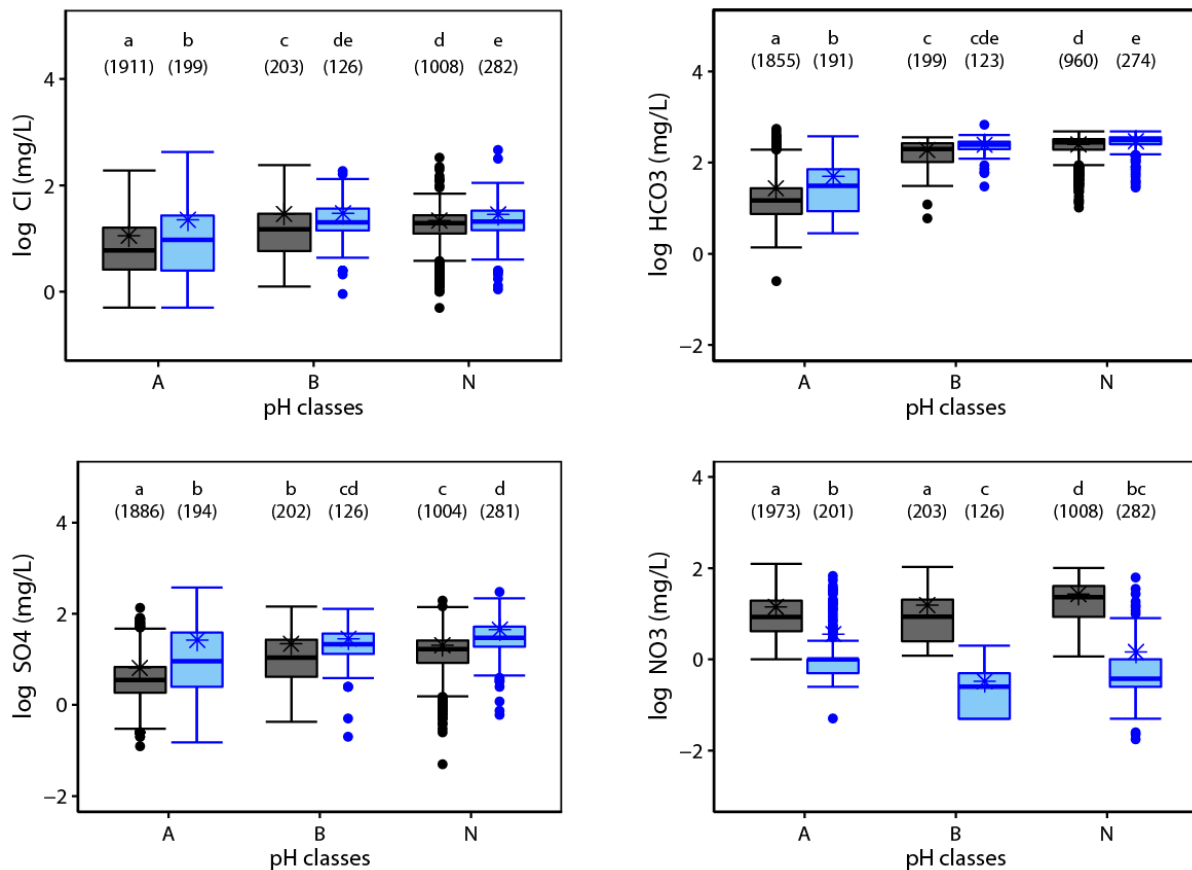 a b c de d e
(1911) (199) (203) (126) (1008) (282)
4
2
0
log Cl (mg/L)
A B N
pH classes
a b c cde d e
(1855) (191) (199) (123) (960) (274)
4
2
0
−2
log HCO3 (mg/L)
A B N
pH classes
a b b cd c d
(1886) (194) (202) (126) (1004) (281)
4
2
0
−2
log SO4 (mg/L)
A B N
pH classes
a b a c d bc
(1973) (201) (203) (126) (1008) (282)
4
2
0
−2
log NO3 (mg/L)
A B N
pH classes